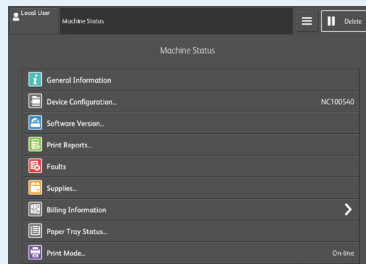 Local User
Machine Status
Delete
Machine Status
General Information
Device Configuration...
NC100540
Software Version...
Print Reports...
Faults
Supplies...
Billing Information
Paper Tray Status...
Print Mode...
On-line